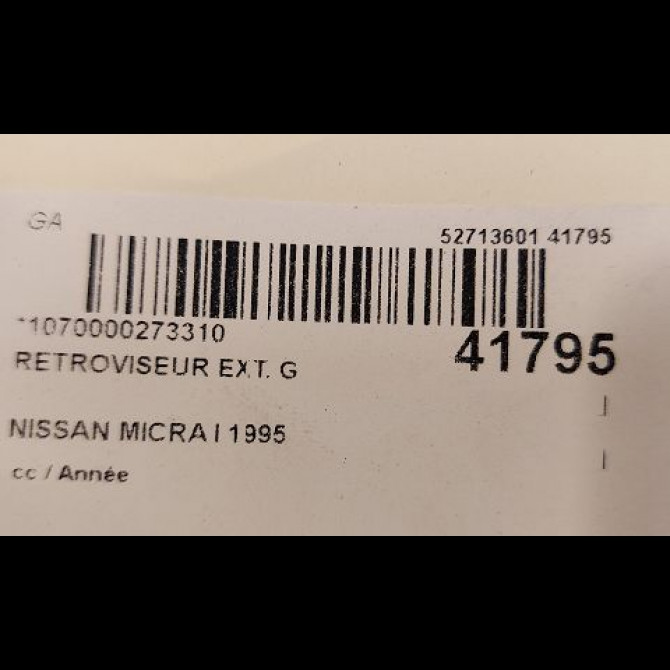 GA
52713601 41795
*1070000273310
41795
RETROVISEUR EXT. G
NISSAN MICRA I 1995
cc / Année